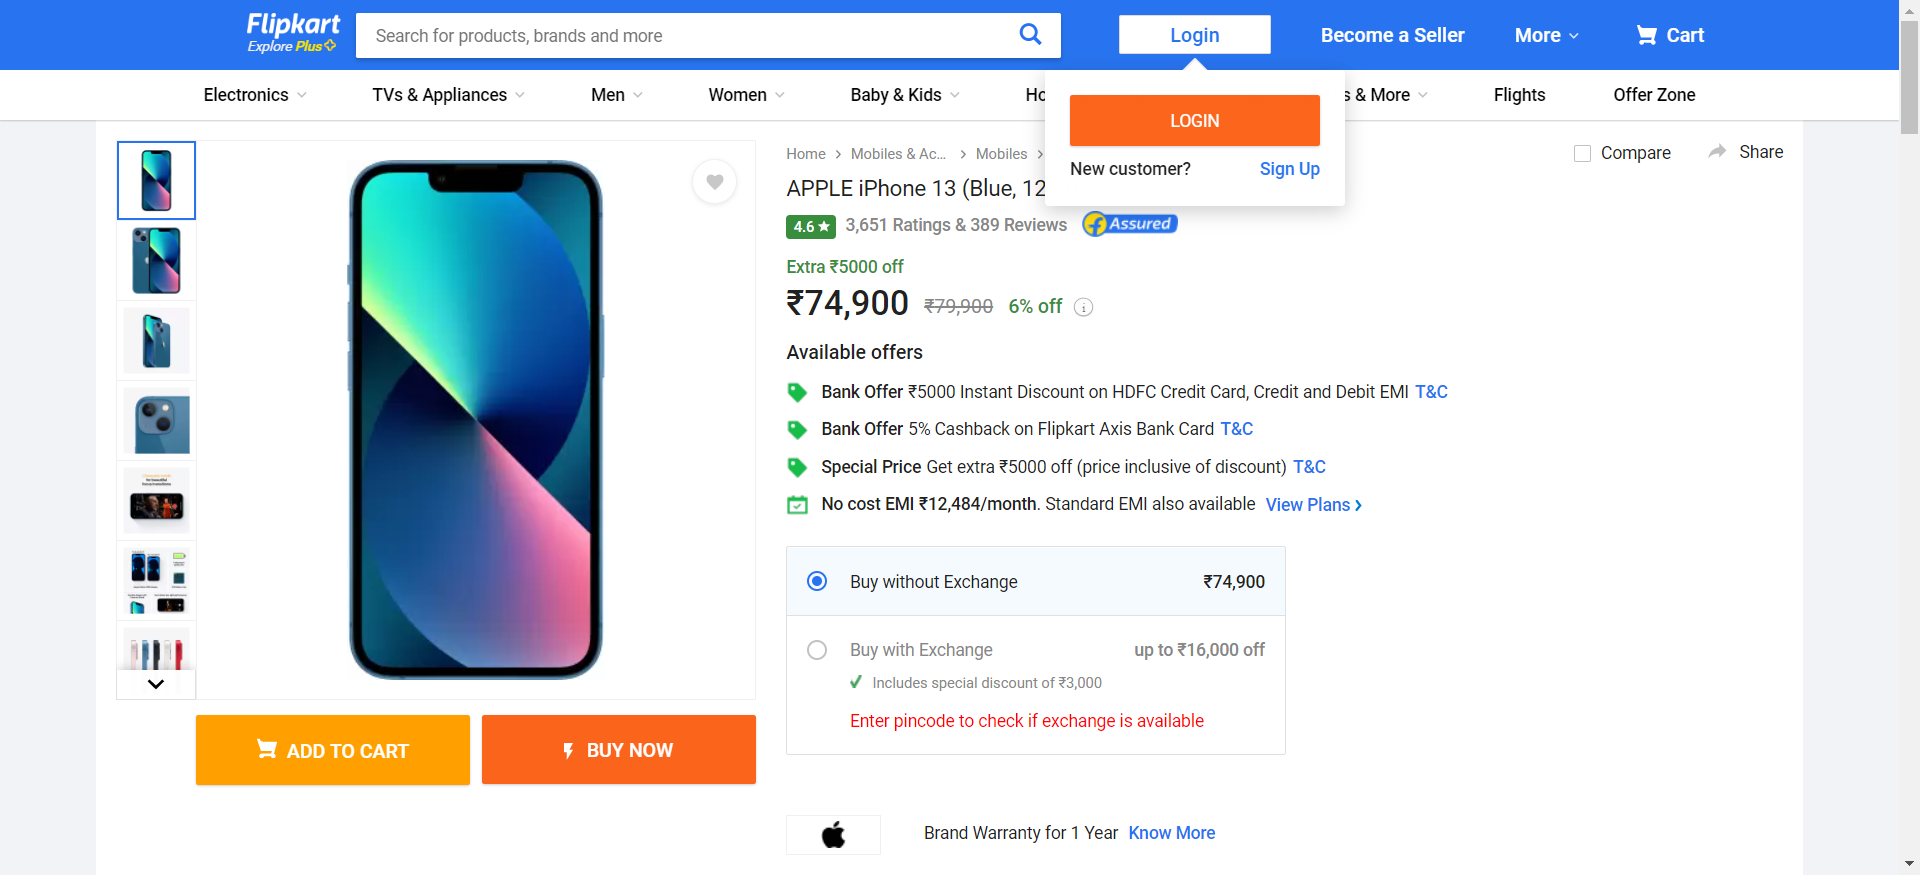 Flipkart
Explore Plus
Search for products, brands and more
Login
Become a Seller
More
Cart
Electronics
TVs & Appliances
Men
Women
Baby & Kids
Ho
s & More
Flights
Offer Zone
LOGIN
New customer? Sign Up
Home
Mobiles & Ac...
Mobiles
Compare
Share
APPLE iPhone 13 (Blue, 12
4.6
3,651 Ratings & 389 Reviews
Assured
Extra ₹5000 off
₹74,900 ₹79,900 6% off
Available offers
Bank Offer ₹5000 Instant Discount on HDFC Credit Card, Credit and Debit EMI T&C
Bank Offer 5% Cashback on Flipkart Axis Bank Card T&C
Special Price Get extra ₹5000 off (price inclusive of discount) T&C
No cost EMI ₹12,484/month. Standard EMI also available View Plans
Buy without Exchange ₹74,900
Buy with Exchange up to ₹16,000 off
Includes special discount of ₹3,000
Enter pincode to check if exchange is available
ADD TO CART
BUY NOW
Brand Warranty for 1 Year Know More